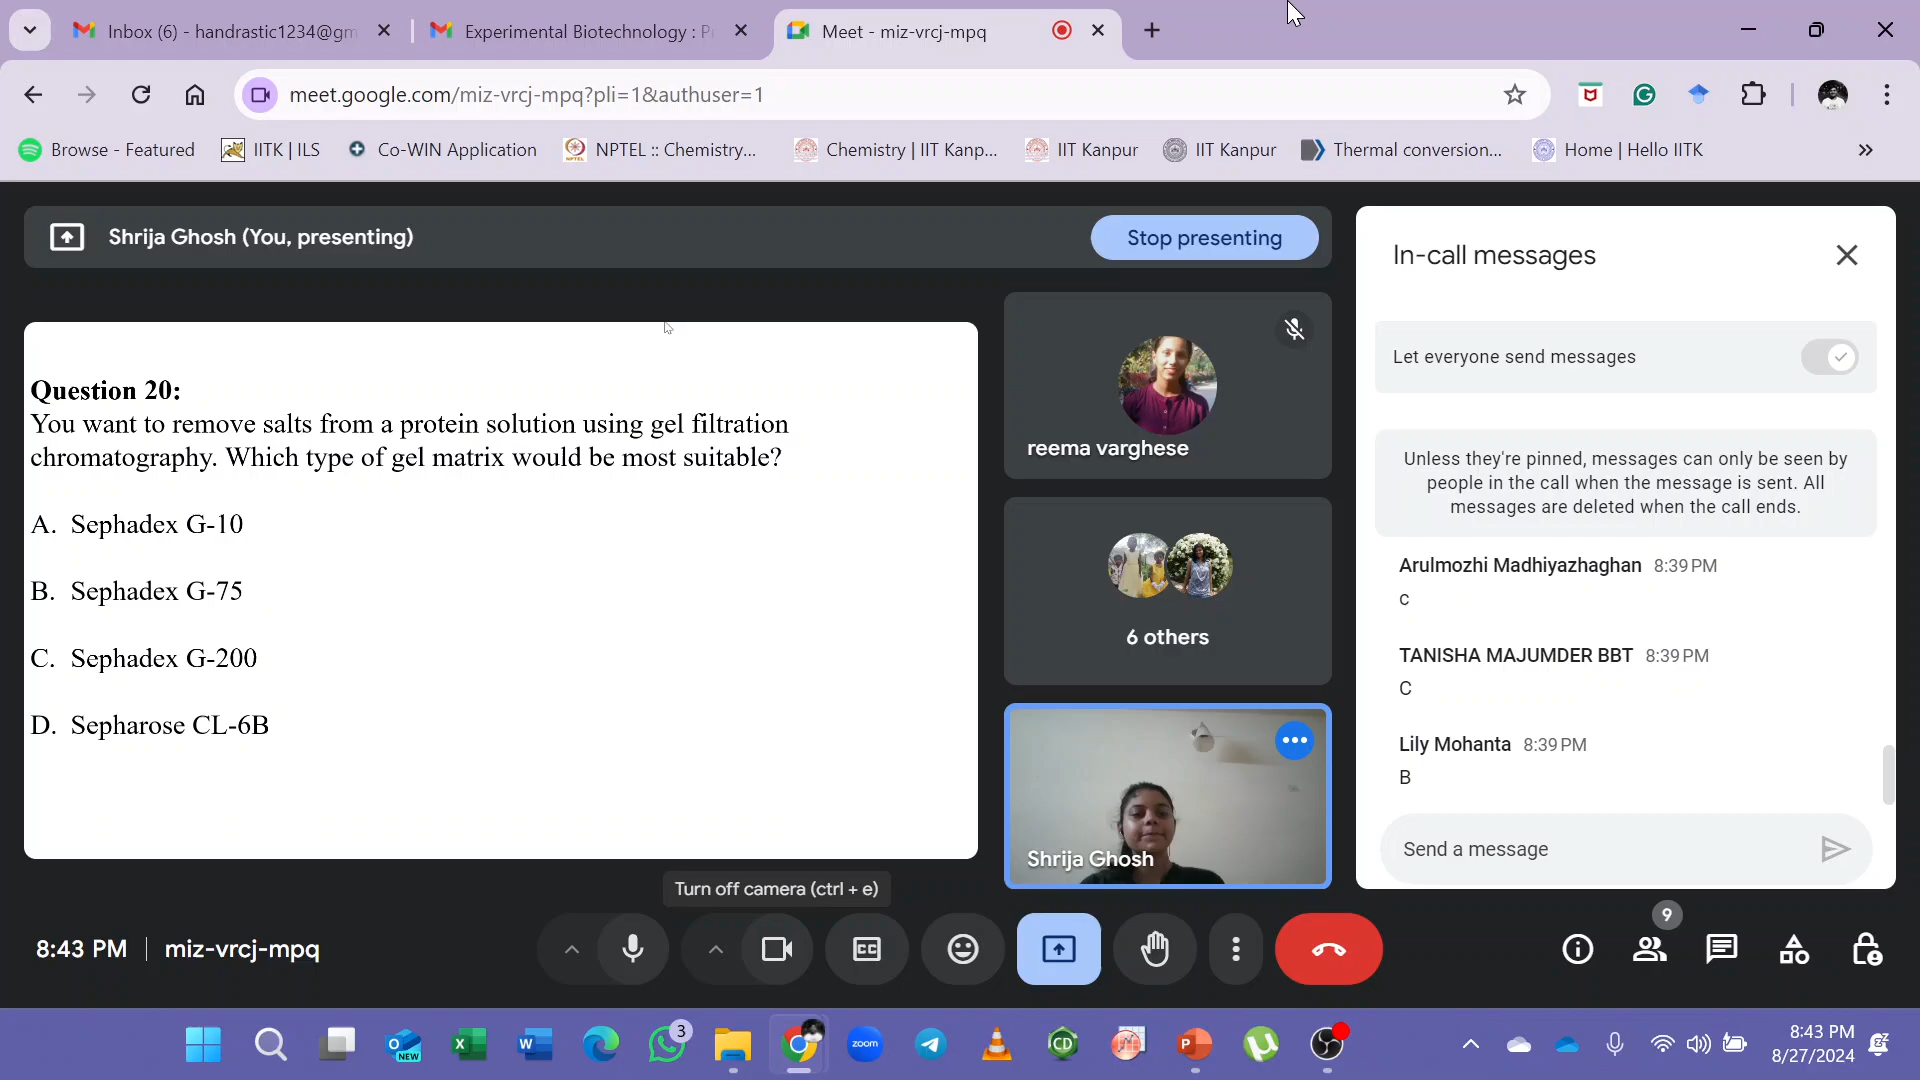 Inbox (6) - handrastic1234@gm
Experimental Biotechnology : P
Meet - miz-vrcj-mpq
meet.google.com/miz-vrcj-mpq?pli=1&authuser=1
Browse - Featured
IITK | ILS
Co-WIN Application
NPTEL :: Chemistry...
Chemistry | IIT Kanp...
IIT Kanpur
IIT Kanpur
Thermal conversion...
Home | Hello IITK
Shrija Ghosh (You, presenting)
Stop presenting
Question 20:
You want to remove salts from a protein solution using gel filtration
chromatography. Which type of gel matrix would be most suitable?
A. Sephadex G-10
B. Sephadex G-75
C. Sephadex G-200
D. Sepharose CL-6B
reema varghese
6 others
Shrija Ghosh
In-call messages
Let everyone send messages
Unless they're pinned, messages can only be seen by
people in the call when the message is sent. All
messages are deleted when the call ends.
Arulmozhi Madhiyazhaghan 8:39 PM
c
TANISHA MAJUMDER BBT 8:39 PM
C
Lily Mohanta 8:39 PM
B
Send a message
Turn off camera (ctrl + e)
8:43 PM
miz-vrcj-mpq
9
NEW
3
zoom
8:43 PM
8/27/2024